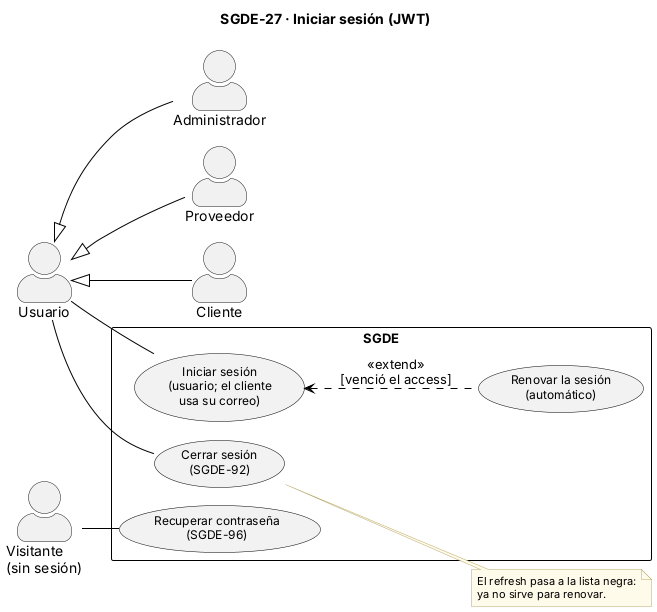 SGDE-27 · Iniciar sesión (JWT)
Administrador
Proveedor
Usuario
Cliente
SGDE
Iniciar sesión
(usuario; el cliente
usa su correo)
«extend»
[venció el access]
Renovar la sesión
(automático)
Cerrar sesión
(SGDE-92)
Recuperar contraseña
(SGDE-96)
Visitante
(sin sesión)
El refresh pasa a la lista negra:
ya no sirve para renovar.